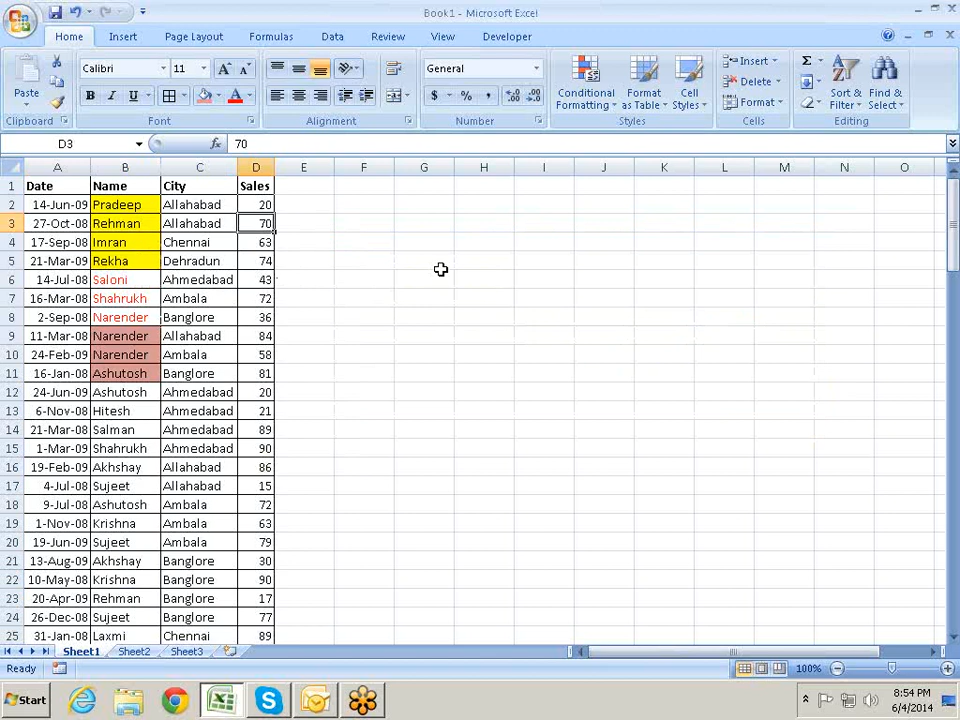 Book1 - Microsoft Excel
Home Insert Page Layout Formulas Data Review View Developer
Paste
Calibri 11
B I U
General
$ % ,
Conditional Formatting
Format as Table
Cell Styles
Insert
Delete
Format
Sort & Filter
Find & Select
Clipboard Font Alignment Number Styles Cells Editing
D3 fx 70
A B C D E F G H I J K L M N O
1 Date Name City Sales
2 14-Jun-09 Pradeep Allahabad 20
3 27-Oct-08 Rehman Allahabad 70
4 17-Sep-08 Imran Chennai 63
5 21-Mar-09 Rekha Dehradun 74
6 14-Jul-08 Saloni Ahmedabad 43
7 16-Mar-08 Shahrukh Ambala 72
8 2-Sep-08 Narender Banglore 36
9 11-Mar-08 Narender Allahabad 84
10 24-Feb-09 Narender Ambala 58
11 16-Jan-08 Ashutosh Banglore 81
12 24-Jun-09 Ashutosh Ahmedabad 20
13 6-Nov-08 Hitesh Ahmedabad 21
14 21-Mar-08 Salman Ahmedabad 89
15 1-Mar-09 Shahrukh Ahmedabad 90
16 19-Feb-09 Akhshay Allahabad 86
17 4-Jul-08 Sujeet Allahabad 15
18 9-Jul-08 Ashutosh Ambala 72
19 1-Nov-08 Krishna Ambala 63
20 19-Jun-09 Sujeet Ambala 79
21 13-Aug-09 Akhshay Banglore 30
22 10-May-08 Krishna Banglore 90
23 20-Apr-09 Rehman Banglore 17
24 26-Dec-08 Sujeet Banglore 77
25 31-Jan-08 Laxmi Chennai 89
Sheet1 Sheet2 Sheet3
Ready 100%
Start
8:54 PM
6/4/2014